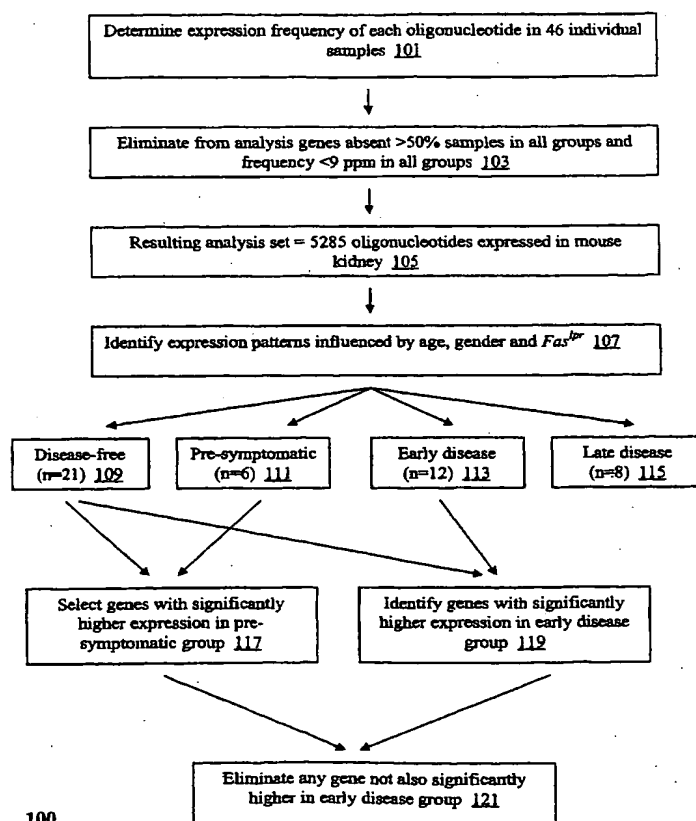 Determine expression frequency of each oligonucleotide in 46 individual
samples 101
Eliminate from analysis genes absent >50% samples in all groups and
frequency <9 ppm in all groups 103
Resulting analysis set = 5285 oligonucleotides expressed in mouse
kidney 105
Identify expression patterns influenced by age, gender and Fas^lpr 107
Disease-free
(n=21) 109
Pre-symptomatic
(n=6) 111
Early disease
(n=12) 113
Late disease
(n=8) 115
Select genes with significantly
higher expression in pre-
symptomatic group 117
Identify genes with significantly
higher expression in early disease
group 119
Eliminate any gene not also significantly
higher in early disease group 121
100